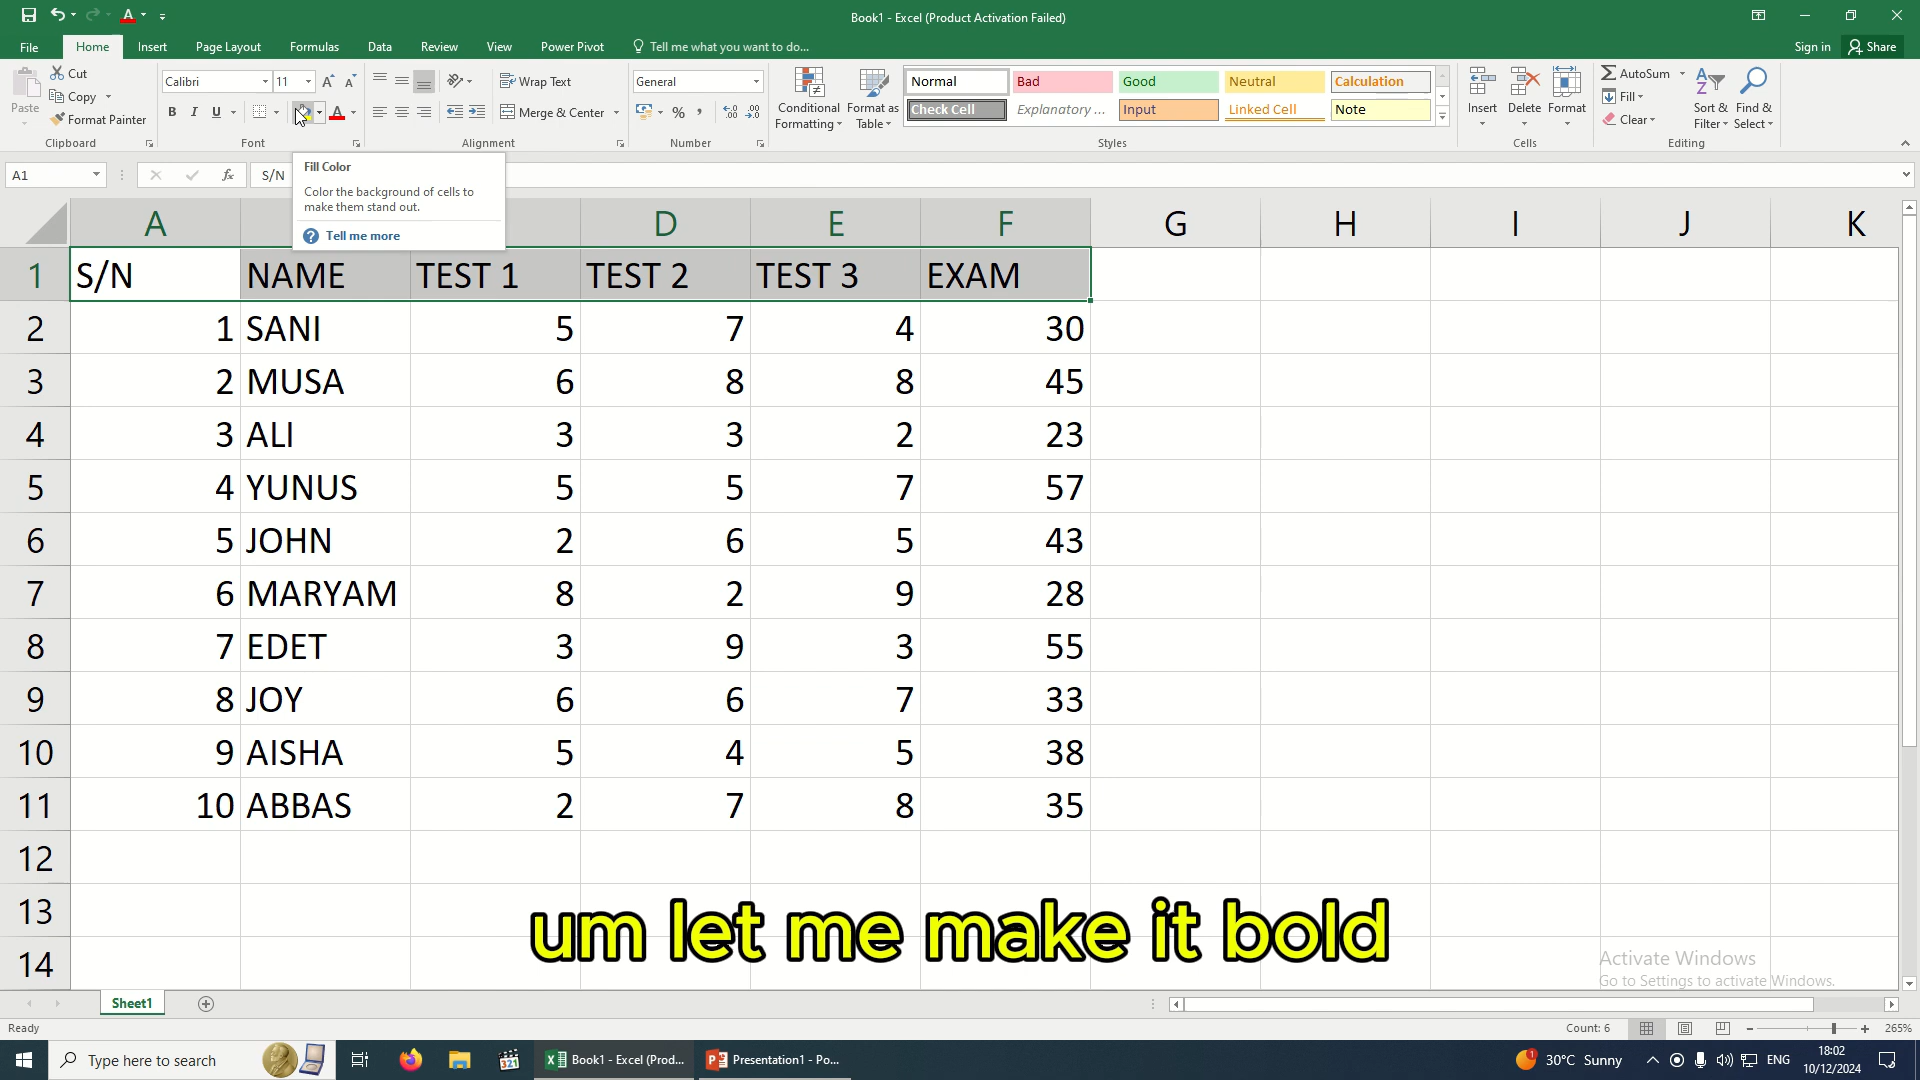 Book1 - Excel (Product Activation Failed)
File Home Insert Page Layout Formulas Data Review View Power Pivot Tell me what you want to do... Sign in Share
Paste
Cut
Copy
Format Painter
Clipboard
Calibri 11
B I U A
Font
Wrap Text
Merge & Center
Alignment
General
%
Number
Conditional Formatting
Format as Table
Normal Bad Good Neutral Calculation
Check Cell Explanatory ... Input Linked Cell Note
Styles
Insert Delete Format
Cells
AutoSum
Fill
Clear
Sort & Filter
Find & Select
Editing
A1 fx S/N
Fill Color
Color the background of cells to
make them stand out.
Tell me more
A D E F G H I J K
1 S/N NAME TEST 1 TEST 2 TEST 3 EXAM
2 1 SANI 5 7 4 30
3 2 MUSA 6 8 8 45
4 3 ALI 3 3 2 23
5 4 YUNUS 5 5 7 57
6 5 JOHN 2 6 5 43
7 6 MARYAM 8 2 9 28
8 7 EDET 3 9 3 55
9 8 JOY 6 6 7 33
10 9 AISHA 5 4 5 38
11 10 ABBAS 2 7 8 35
12
13
14
um let me make it bold
Activate Windows
Go to Settings to activate Windows.
Sheet1
Ready Count: 6 265%
Type here to search
Book1 - Excel (Prod...
Presentation1 - Po...
30°C Sunny
ENG
18:02
10/12/2024